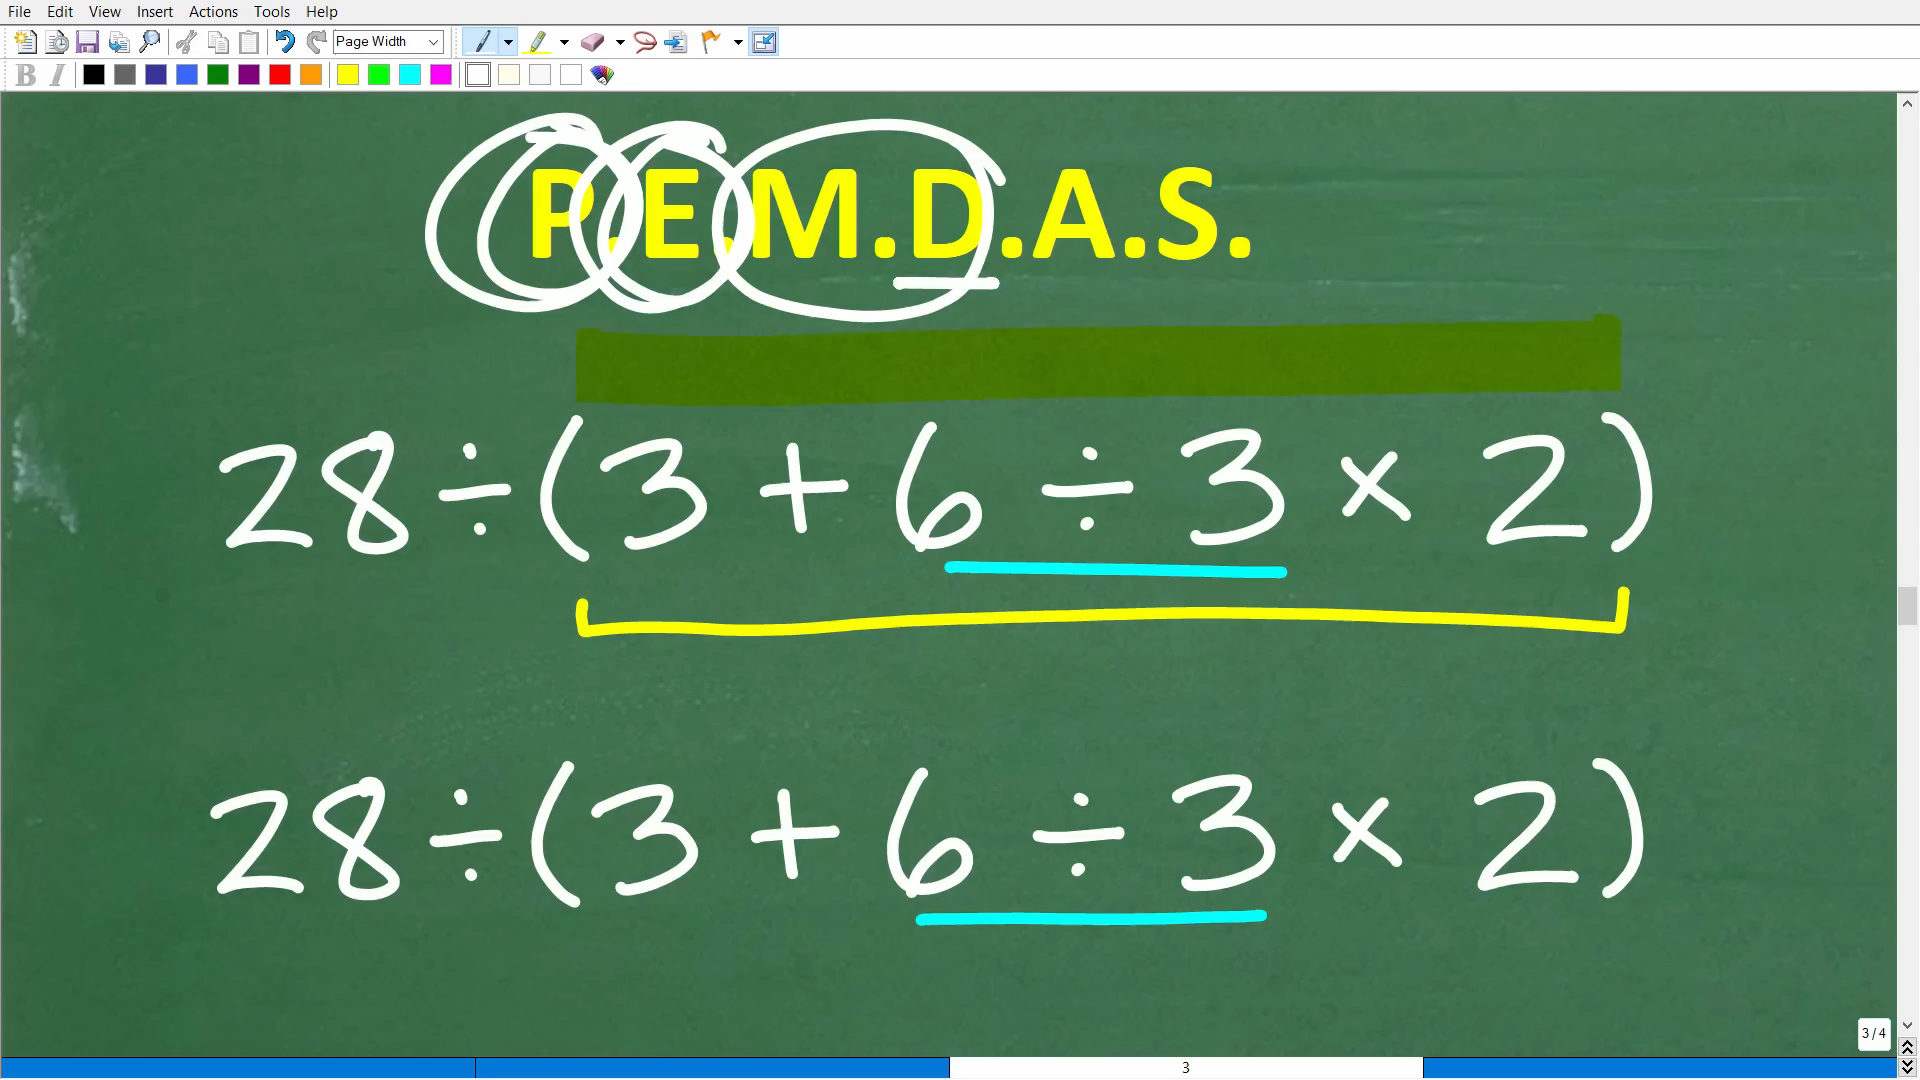 File Edit View Insert Actions Tools Help
Page Width
B I
P.E.M.D.A.S.
28 ÷ (3 + 6 ÷ 3 × 2)
28 ÷ (3 + 6 ÷ 3 × 2)
3 / 4
3